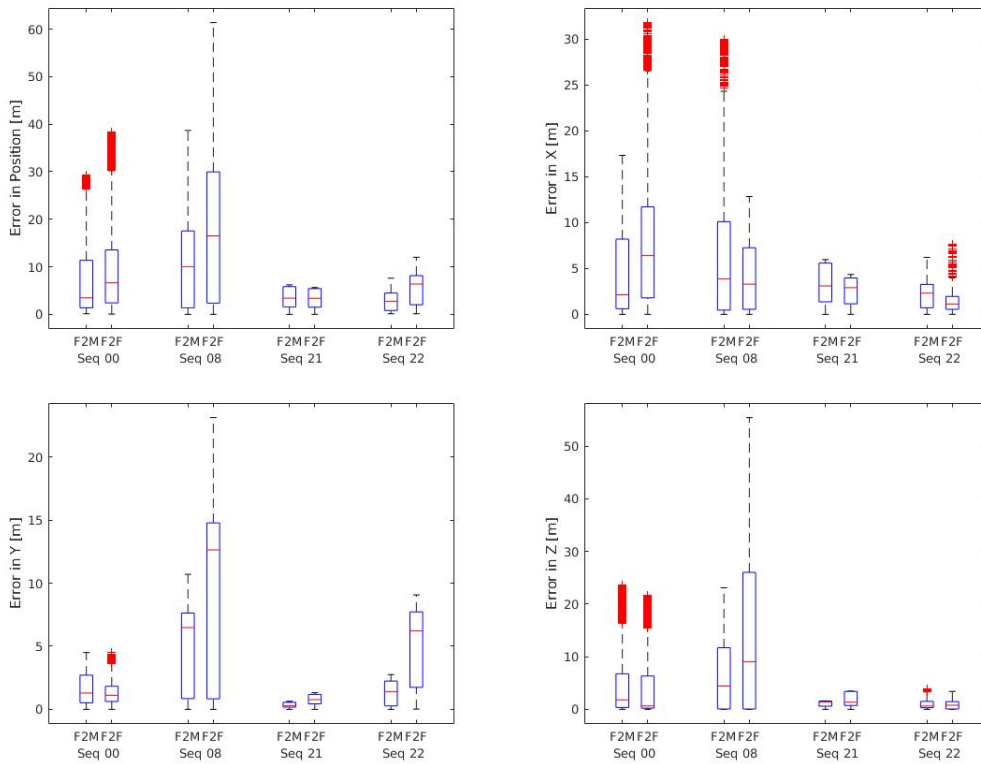 Error in Position [m]
60
50
40
30
20
10
0
F2M F2F F2M F2F F2M F2F F2M F2F
Seq 00 Seq 08 Seq 21 Seq 22
Error in X [m]
30
25
20
15
10
5
0
F2M F2F F2M F2F F2M F2F F2M F2F
Seq 00 Seq 08 Seq 21 Seq 22
Error in Y [m]
20
15
10
5
0
F2M F2F F2M F2F F2M F2F F2M F2F
Seq 00 Seq 08 Seq 21 Seq 22
Error in Z [m]
50
40
30
20
10
0
F2M F2F F2M F2F F2M F2F F2M F2F
Seq 00 Seq 08 Seq 21 Seq 22